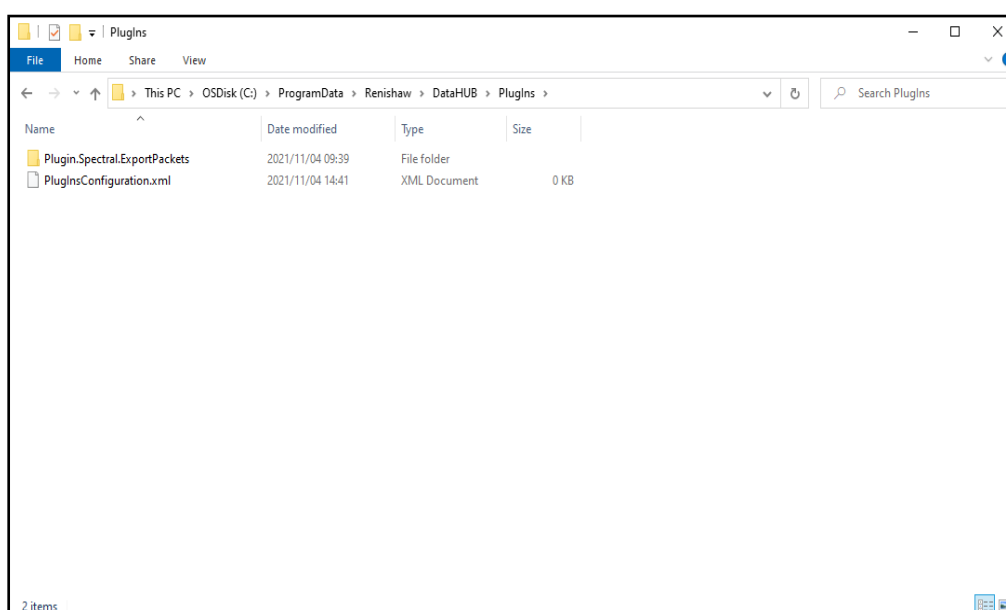 PlugIns
File Home Share View
This PC > OSDisk (C:) > ProgramData > Renishaw > DataHUB > PlugIns >
Search PlugIns
Name Date modified Type Size
Plugin.Spectral.ExportPackets 2021/11/04 09:39 File folder
PlugInsConfiguration.xml 2021/11/04 14:41 XML Document 0 KB
2 items